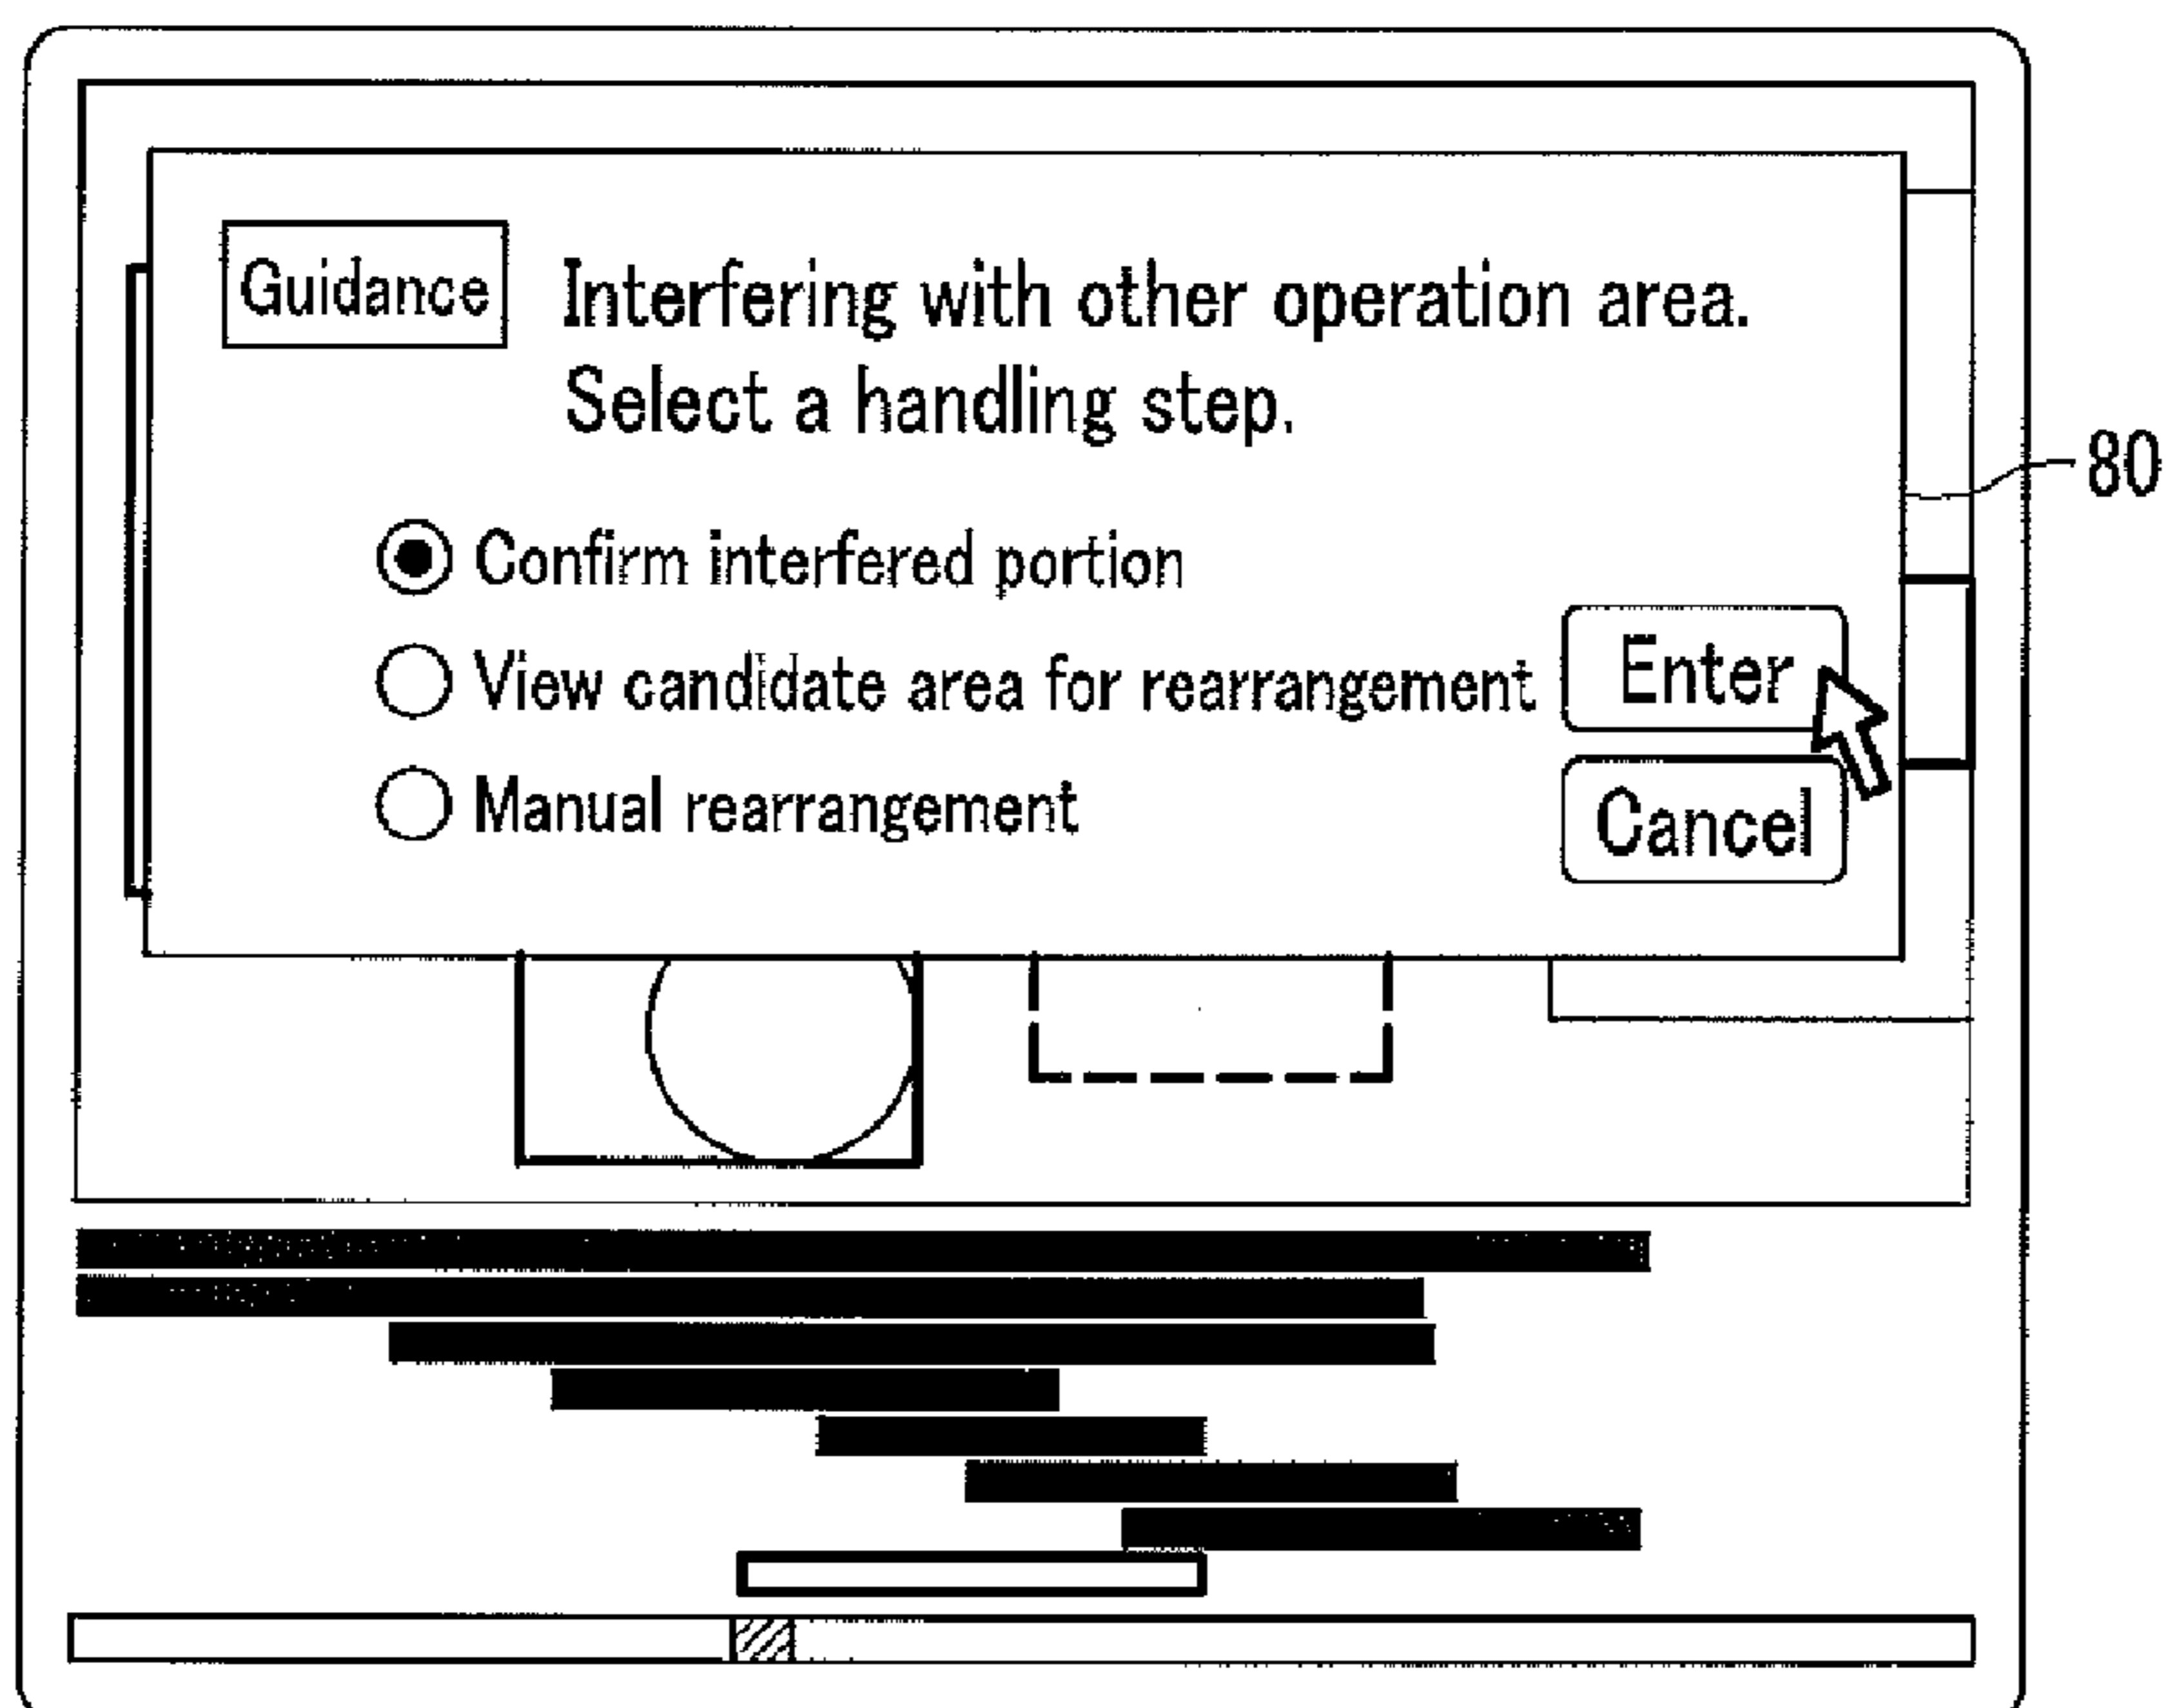 Guidance Interfering with other operation area.
Select a handling step.
80
Confirm interfered portion
View candidate area for rearrangement
Enter
Manual rearrangement
Cancel